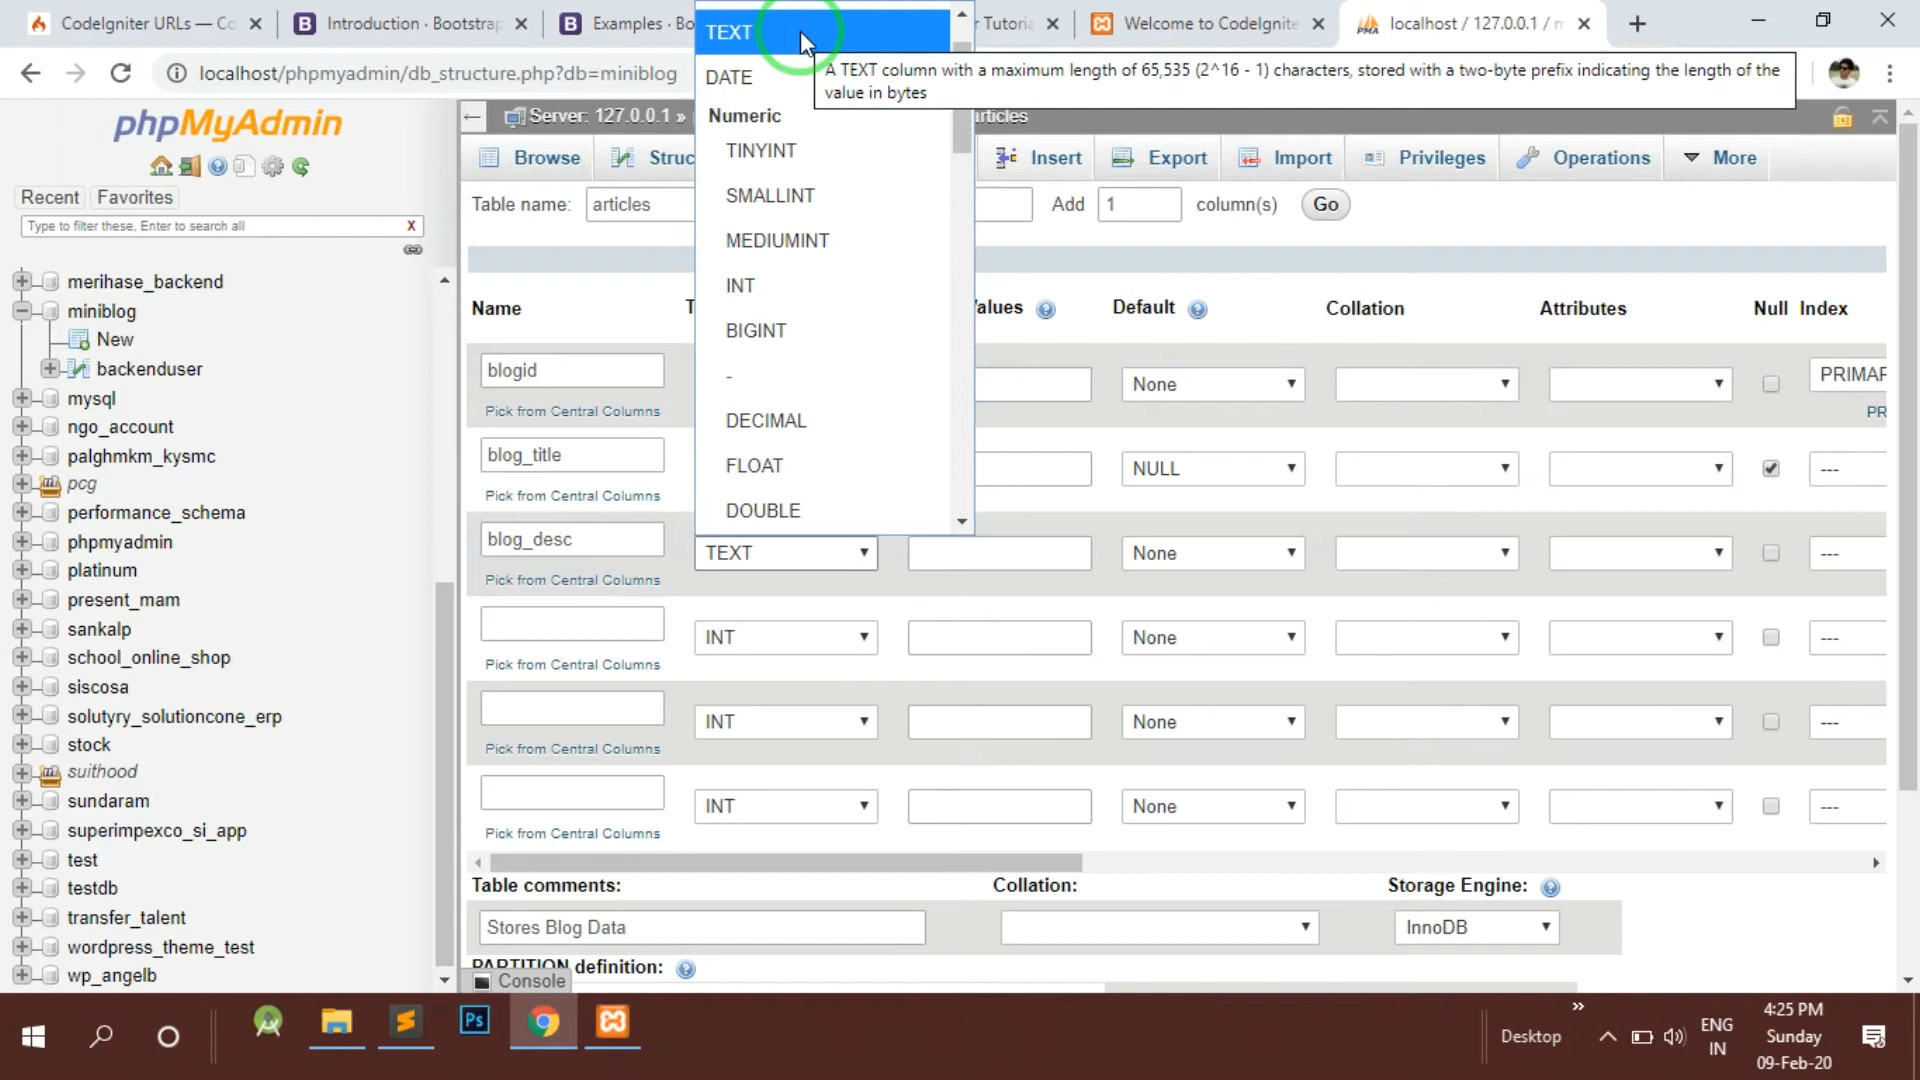 CodeIgniter URLs — Co
Introduction · Bootstrap
Examples · Bo
r Tutoria
Welcome to CodeIgnite
localhost / 127.0.0.1 / m
localhost/phpmyadmin/db_structure.php?db=miniblog
TEXT
DATE
A TEXT column with a maximum length of 65,535 (2^16 - 1) characters, stored with a two-byte prefix indicating the length of the
value in bytes
Numeric
TINYINT
SMALLINT
MEDIUMINT
INT
BIGINT
-
DECIMAL
FLOAT
DOUBLE
phpMyAdmin
Recent
Favorites
Type to filter these, Enter to search all
X
merihase_backend
miniblog
New
backenduser
mysql
ngo_account
palghmkm_kysmc
pcg
performance_schema
phpmyadmin
platinum
present_mam
sankalp
school_online_shop
siscosa
solutyry_solutioncone_erp
stock
suithood
sundaram
superimpexco_si_app
test
testdb
transfer_talent
wordpress_theme_test
wp_angelb
Server: 127.0.0.1 »
articles
Browse
Struc
Insert
Export
Import
Privileges
Operations
More
Table name:
articles
Add
1
column(s)
Go
Name
T
alues
Default
Collation
Attributes
Null
Index
blogid
None
PRIMAR
Pick from Central Columns
PR
blog_title
NULL
---
Pick from Central Columns
blog_desc
TEXT
None
---
Pick from Central Columns
INT
None
---
Pick from Central Columns
INT
None
---
Pick from Central Columns
INT
None
---
Pick from Central Columns
Table comments:
Collation:
Storage Engine:
Stores Blog Data
InnoDB
PARTITION definition:
Console
Ps
Desktop
ENG
IN
4:25 PM
Sunday
09-Feb-20